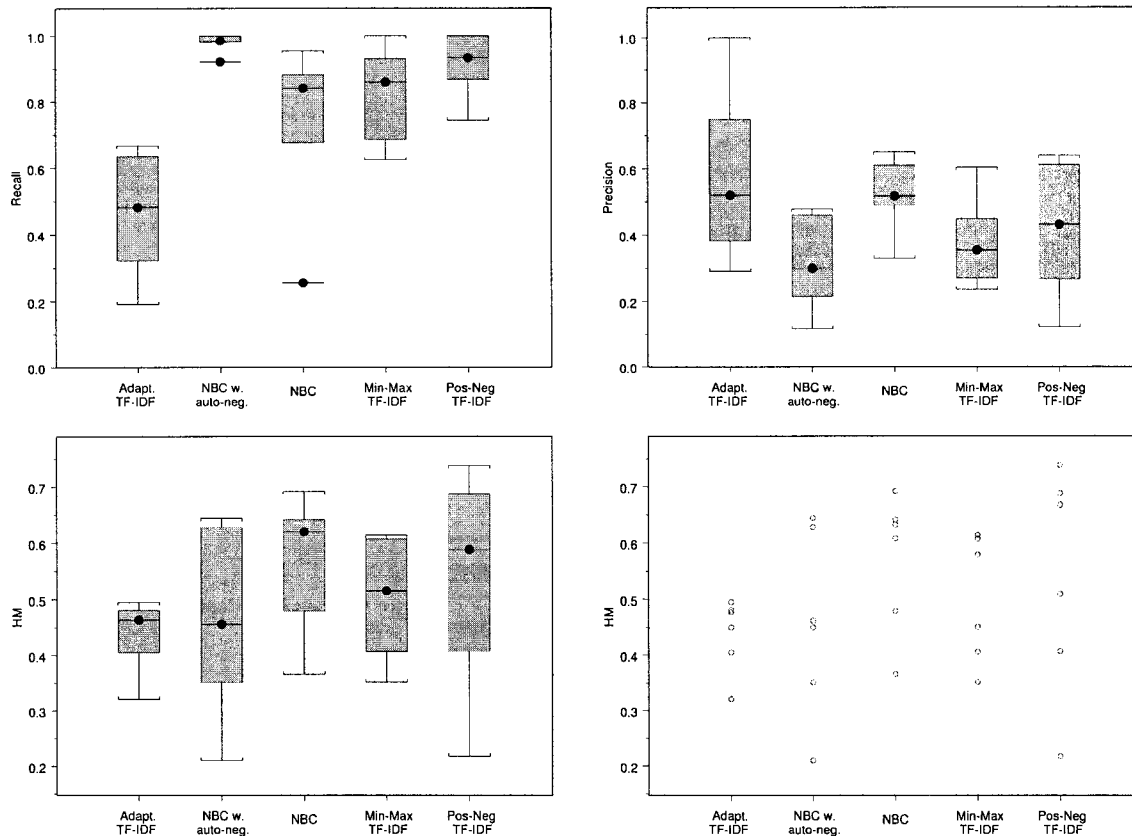 1.0
0.8
0.6
0.4
0.2
0.0
Recall
Adapt. TF-IDF
NBC w. auto-neg.
NBC
Min-Max TF-IDF
Pos-Neg TF-IDF
1.0
0.8
0.6
0.4
0.2
0.0
Precision
Adapt. TF-IDF
NBC w. auto-neg.
NBC
Min-Max TF-IDF
Pos-Neg TF-IDF
0.7
0.6
0.5
0.4
0.3
0.2
HM
Adapt. TF-IDF
NBC w. auto-neg.
NBC
Min-Max TF-IDF
Pos-Neg TF-IDF
0.7
0.6
0.5
0.4
0.3
0.2
HM
Adapt. TF-IDF
NBC w. auto-neg.
NBC
Min-Max TF-IDF
Pos-Neg TF-IDF